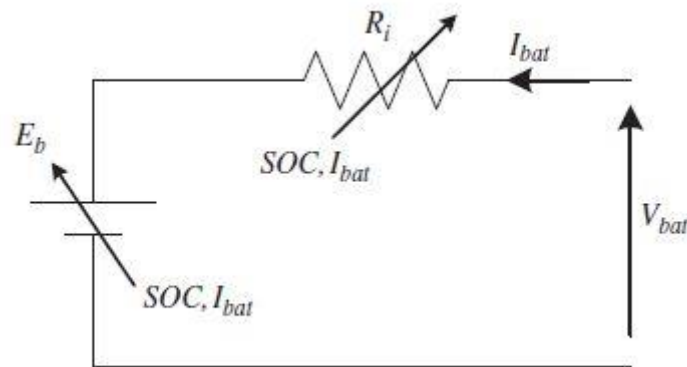 R_i
I_bat
SOC, I_bat
E_b
V_bat
SOC, I_bat